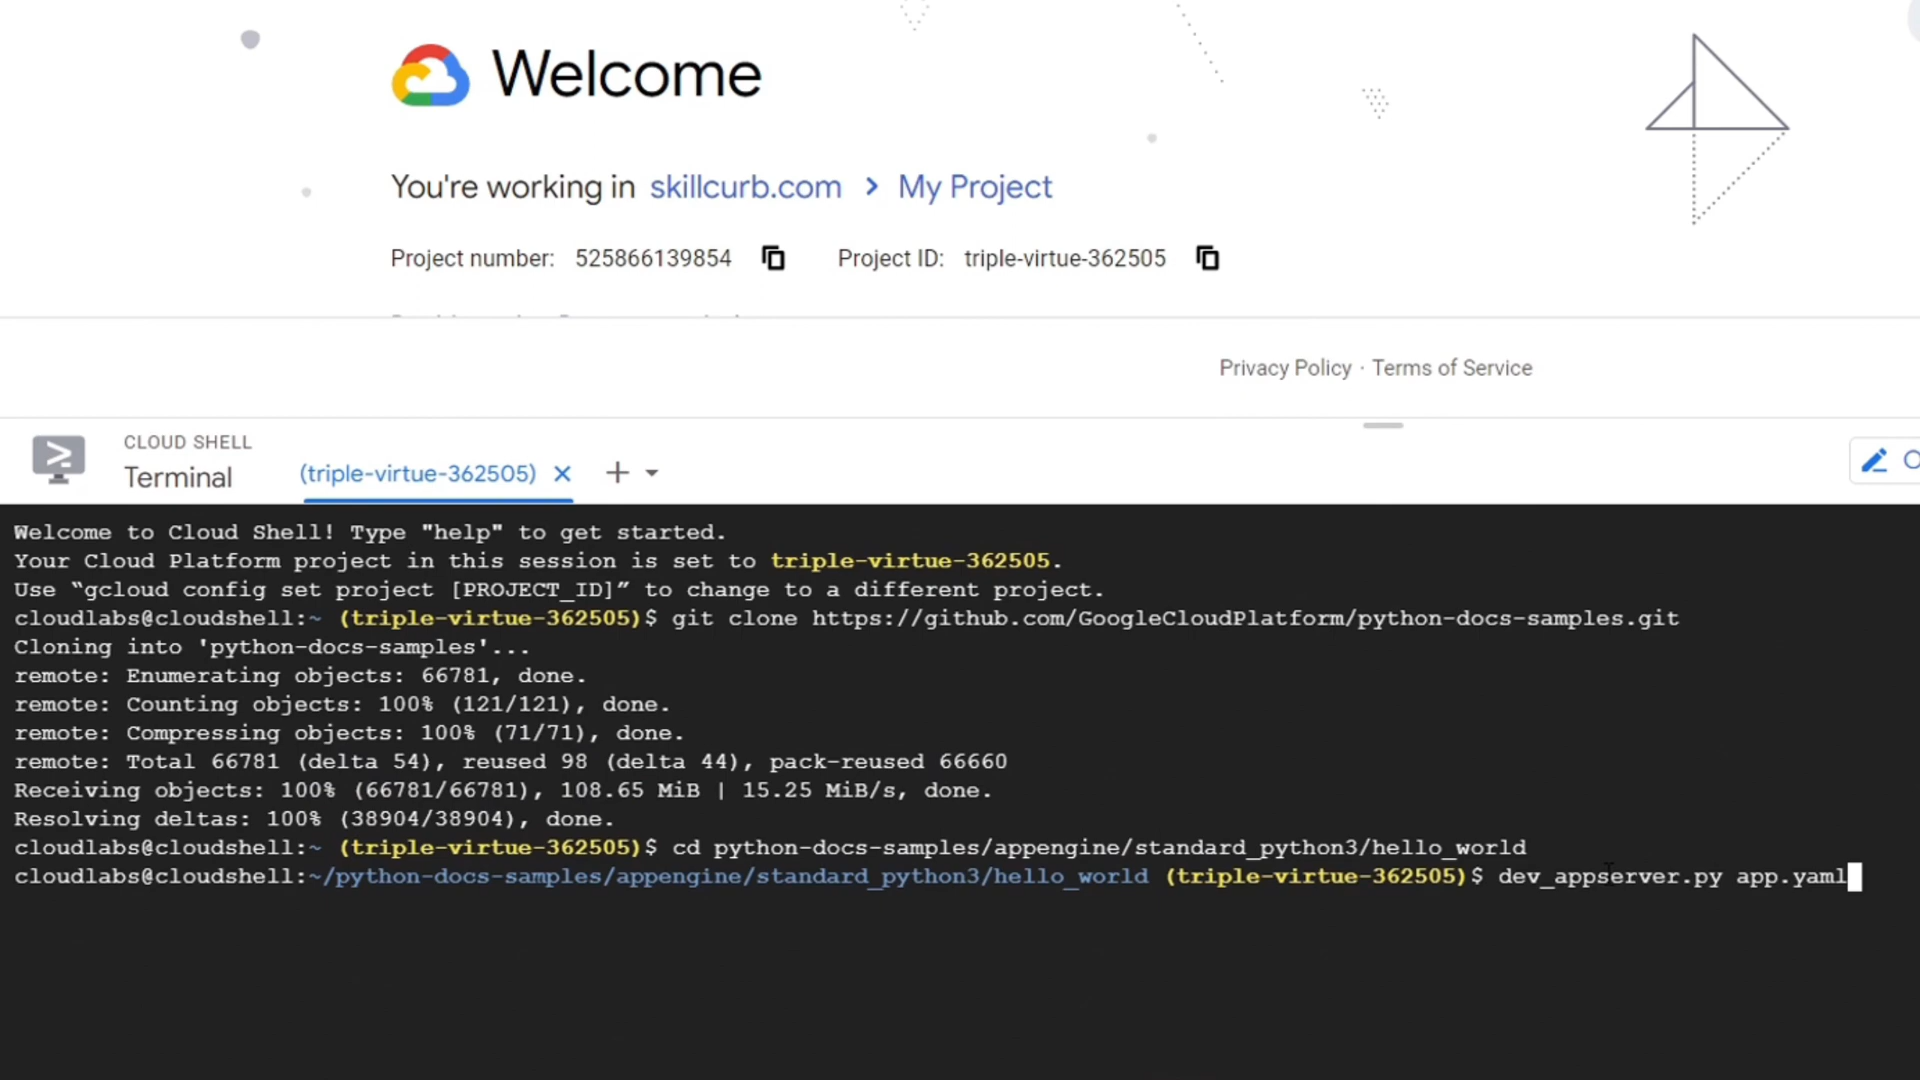 Welcome
You're working in skillcurb.com > My Project
Project number: 525866139854 Project ID: triple-virtue-362505
Privacy Policy · Terms of Service
CLOUD SHELL
Terminal (triple-virtue-362505)
Welcome to Cloud Shell! Type "help" to get started.
Your Cloud Platform project in this session is set to triple-virtue-362505.
Use “gcloud config set project [PROJECT_ID]” to change to a different project.
cloudlabs@cloudshell:~ (triple-virtue-362505)$ git clone https://github.com/GoogleCloudPlatform/python-docs-samples.git
Cloning into 'python-docs-samples'...
remote: Enumerating objects: 66781, done.
remote: Counting objects: 100% (121/121), done.
remote: Compressing objects: 100% (71/71), done.
remote: Total 66781 (delta 54), reused 98 (delta 44), pack-reused 66660
Receiving objects: 100% (66781/66781), 108.65 MiB | 15.25 MiB/s, done.
Resolving deltas: 100% (38904/38904), done.
cloudlabs@cloudshell:~ (triple-virtue-362505)$ cd python-docs-samples/appengine/standard_python3/hello_world
cloudlabs@cloudshell:~/python-docs-samples/appengine/standard_python3/hello_world (triple-virtue-362505)$ dev_appserver.py app.yaml